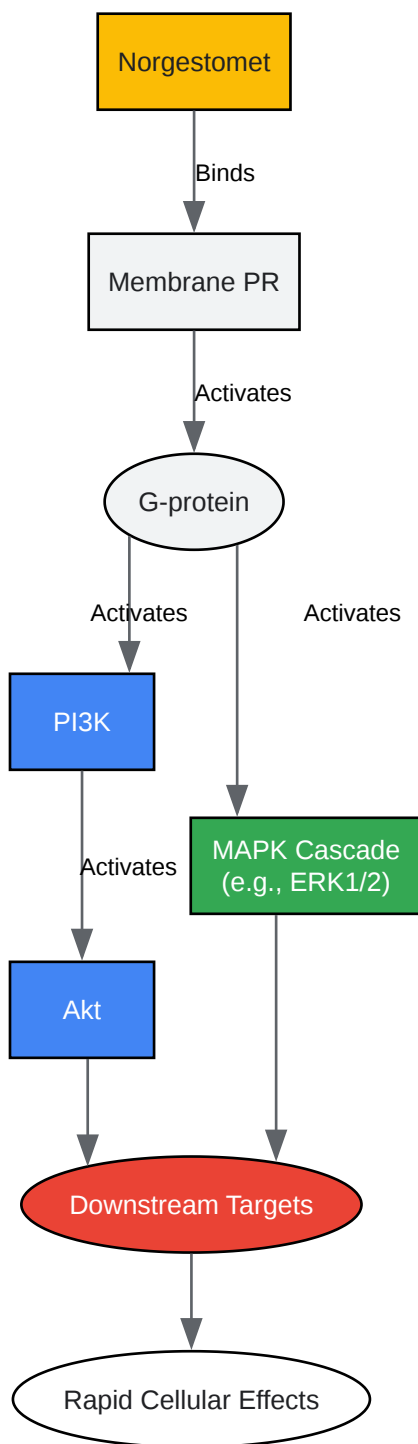 Norgestomet
Binds
Membrane PR
Activates
G-protein
Activates
Activates
PI3K
MAPK Cascade
(e.g., ERK1/2)
Activates
Akt
Downstream Targets
Rapid Cellular Effects